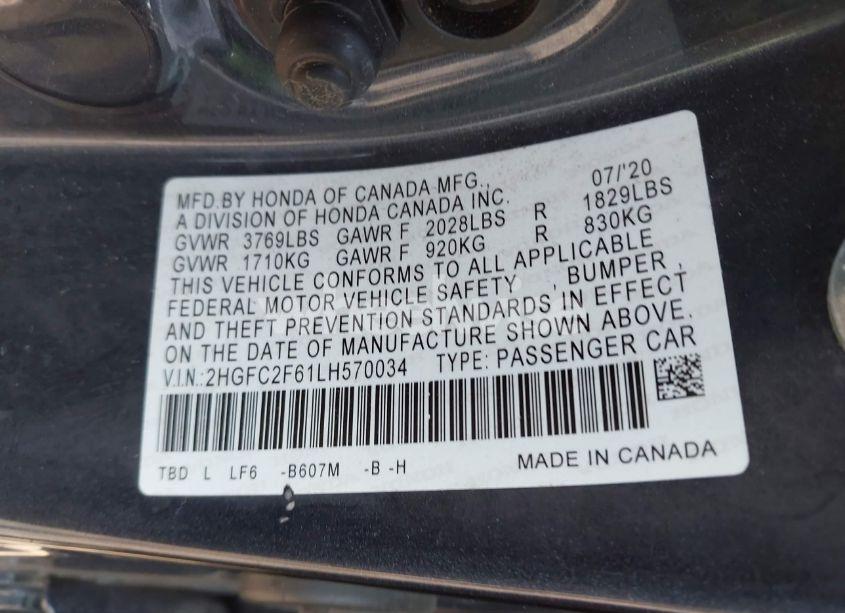 MFD.BY HONDA OF CANADA MFG., 07/'20
A DIVISION OF HONDA CANADA INC.
GVWR 3769LBS GAWR F 2028LBS R 1829LBS
GVWR 1710KG GAWR F 920KG R 830KG
THIS VEHICLE CONFORMS TO ALL APPLICABLE
FEDERAL MOTOR VEHICLE SAFETY , BUMPER ,
AND THEFT PREVENTION STANDARDS IN EFFECT
ON THE DATE OF MANUFACTURE SHOWN ABOVE.
V.I.N.:2HGFC2F61LH570034 TYPE: PASSENGER CAR
TBD L LF6 -B607M -B -H MADE IN CANADA